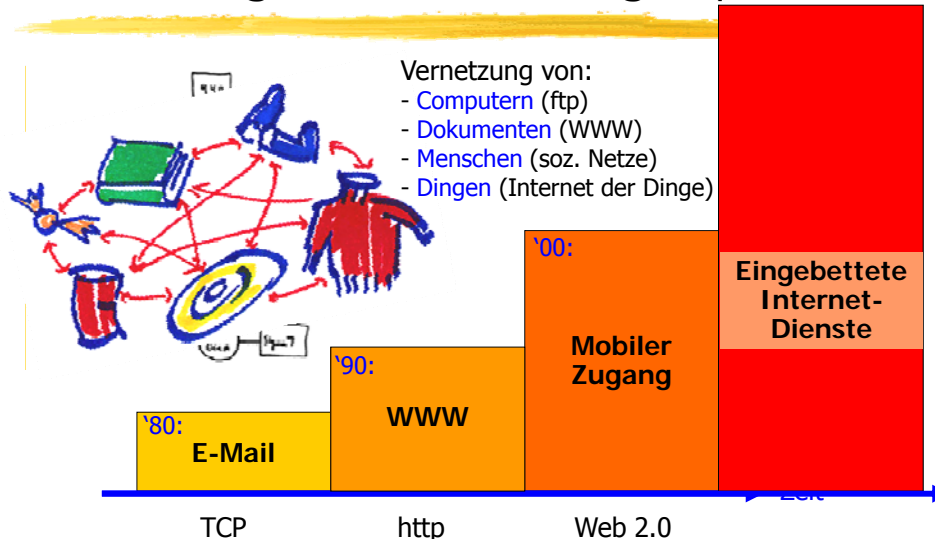 Vernetzung von:
- Computern (ftp)
- Dokumenten (WWW)
- Menschen (soz. Netze)
- Dingen (Internet der Dinge)
‘00:
Eingebettete
Internet-
Dienste
Mobiler
Zugang
‘90:
WWW
‘80:
E-Mail
Zeit
TCP
http
Web 2.0